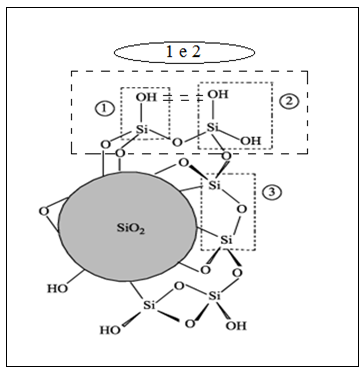 1 e 2
OH OH
1 2
Si Si
O O O OH
O O
Si 3
O O
SiO2 Si
HO O O
Si O Si
HO O OH